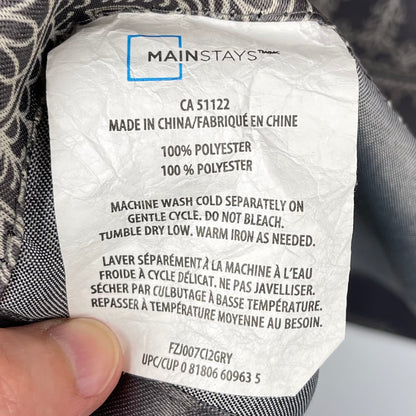 MAINSTAYS
CA 51122
MADE IN CHINA/FABRIQUÉ EN CHINE
100% POLYESTER
100% POLYESTER
MACHINE WASH COLD SEPARATELY ON
GENTLE CYCLE. DO NOT BLEACH.
TUMBLE DRY LOW. WARM IRON AS NEEDED.
LAVER SÉPARÉMENT À LA MACHINE À L'EAU
FROIDE À CYCLE DÉLICAT. NE PAS JAVELLISER.
SÉCHER PAR CULBUTAGE À BASSE TEMPÉRATURE.
REPASSER À TEMPÉRATURE MOYENNE AU BESOIN.
FZJ007CI2GRY
UPC/CUP 0 81806 60963 5